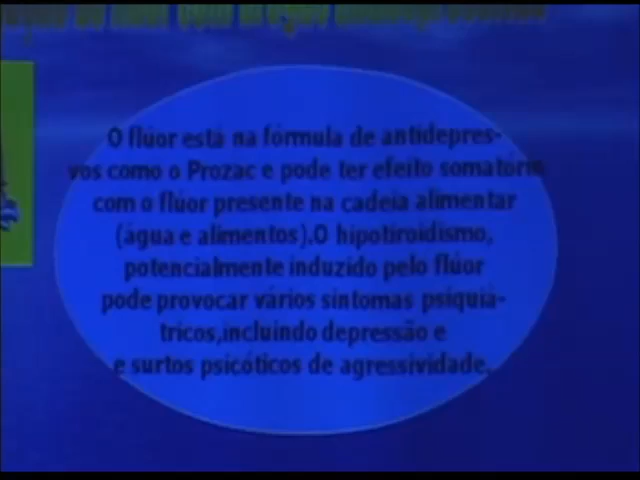 O flúor está na fórmula de antidepres-
vos como o Prozac e pode ter efeito somatório
com o flúor presente na cadeia alimentar
(água e alimentos).O hipotiroidismo,
potencialmente induzido pelo flúor
pode provocar vários sintomas psiquiá-
tricos,incluindo depressão e
e surtos psicóticos de agressividade.